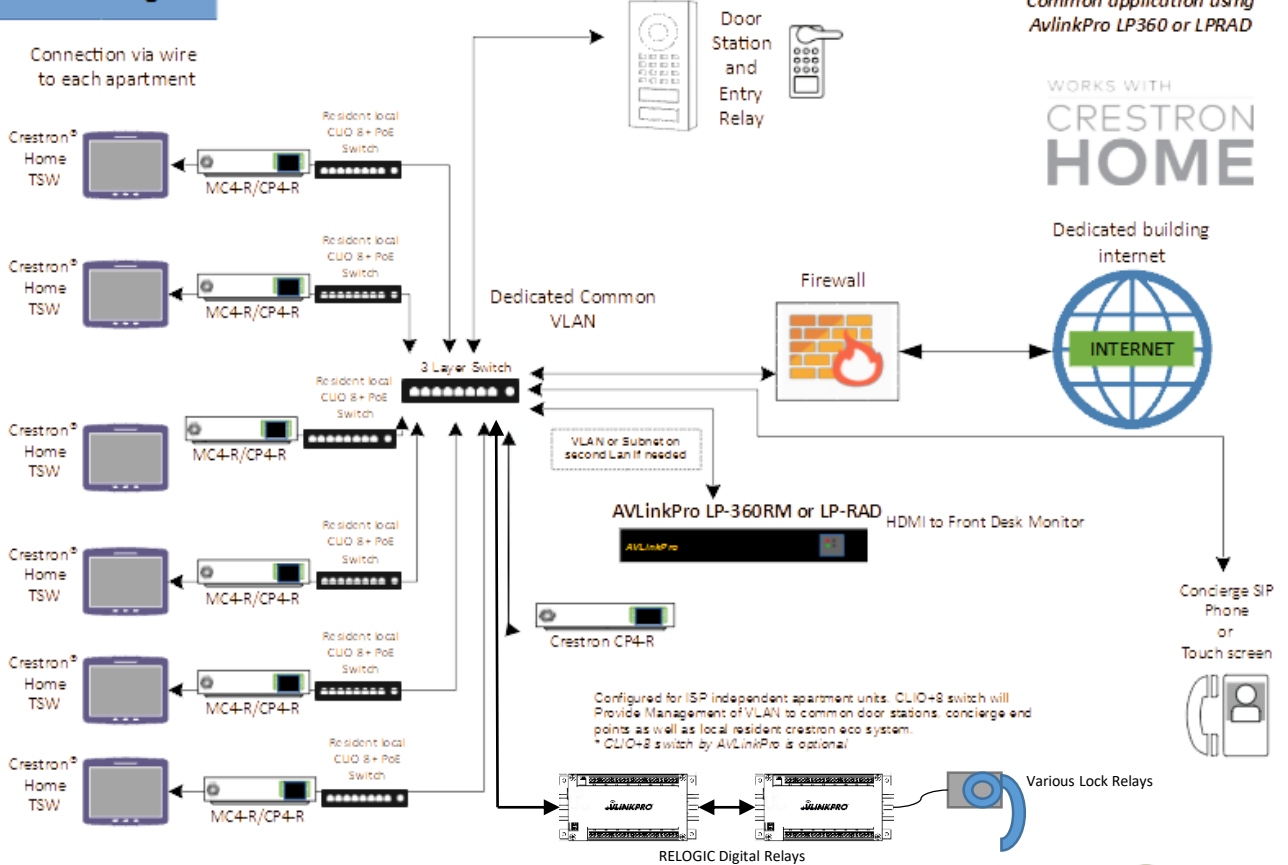 Common application using
AvlinkPro LP360 or LPRAD
Connection via wire
to each apartment
Door
Station
and
Entry
Relay
WORKS WITH
CRESTRON
HOME
Crestron®
Home
TSW
MC4-R/CP4-R
Resident local
CLIO 8+ PoE
Switch
Crestron®
Home
TSW
MC4-R/CP4-R
Resident local
CLIO 8+ PoE
Switch
Dedicated Common
VLAN
Firewall
Dedicated building
internet
INTERNET
3 Layer Switch
Crestron®
Home
TSW
MC4-R/CP4-R
Resident local
CLIO 8+ PoE
Switch
VLAN or Subnet on
second Lan if needed
AVLinkPro LP-360RM or LP-RAD
HDMI to Front Desk Monitor
AVLinkPro
Crestron®
Home
TSW
MC4-R/CP4-R
Resident local
CLIO 8+ PoE
Switch
Crestron CP4-R
Concierge SIP
Phone
or
Touch screen
Crestron®
Home
TSW
MC4-R/CP4-R
Resident local
CLIO 8+ PoE
Switch
Configured for ISP independent apartment units. CLIO+8 switch will
Provide Management of VLAN to common door stations, concierge end
points as well as local resident crestron eco system.
* CLIO+8 switch by AVLinkPro is optional
Crestron®
Home
TSW
MC4-R/CP4-R
Resident local
CLIO 8+ PoE
Switch
AVLINKPRO
AVLINKPRO
Various Lock Relays
RELOGIC Digital Relays